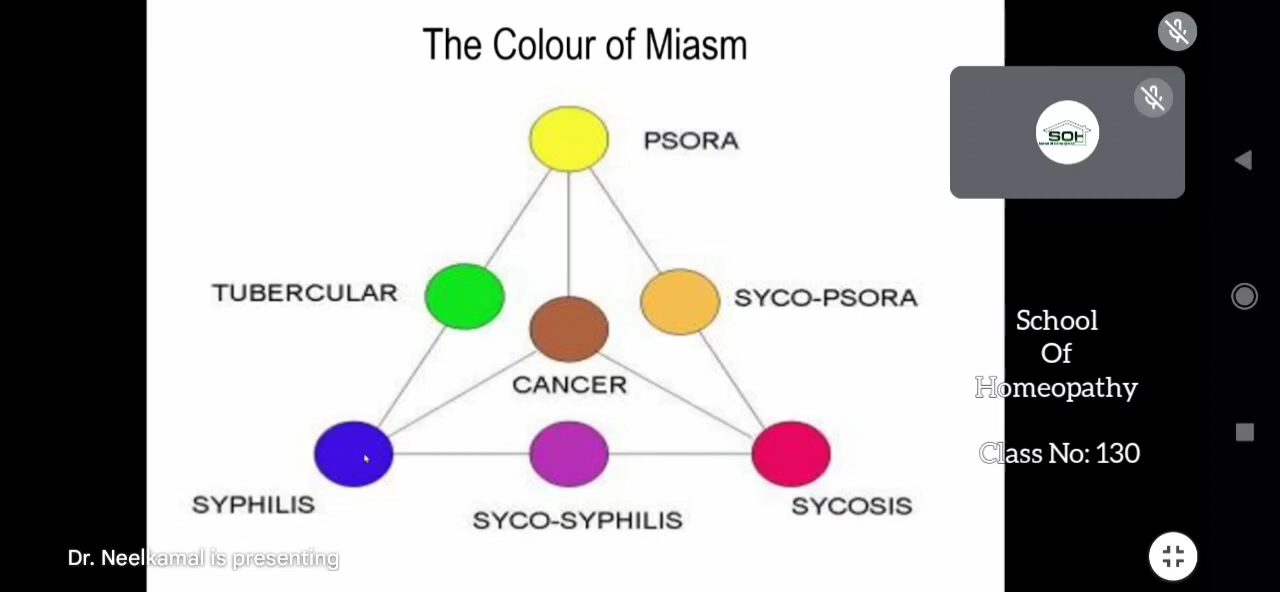 The Colour of Miasm
PSORA
SOH
TUBERCULAR
SYCO-PSORA
CANCER
School
Of
Homeopathy
Class No: 130
SYPHILIS
SYCO-SYPHILIS
SYCOSIS
Dr. Neelkamal is presenting